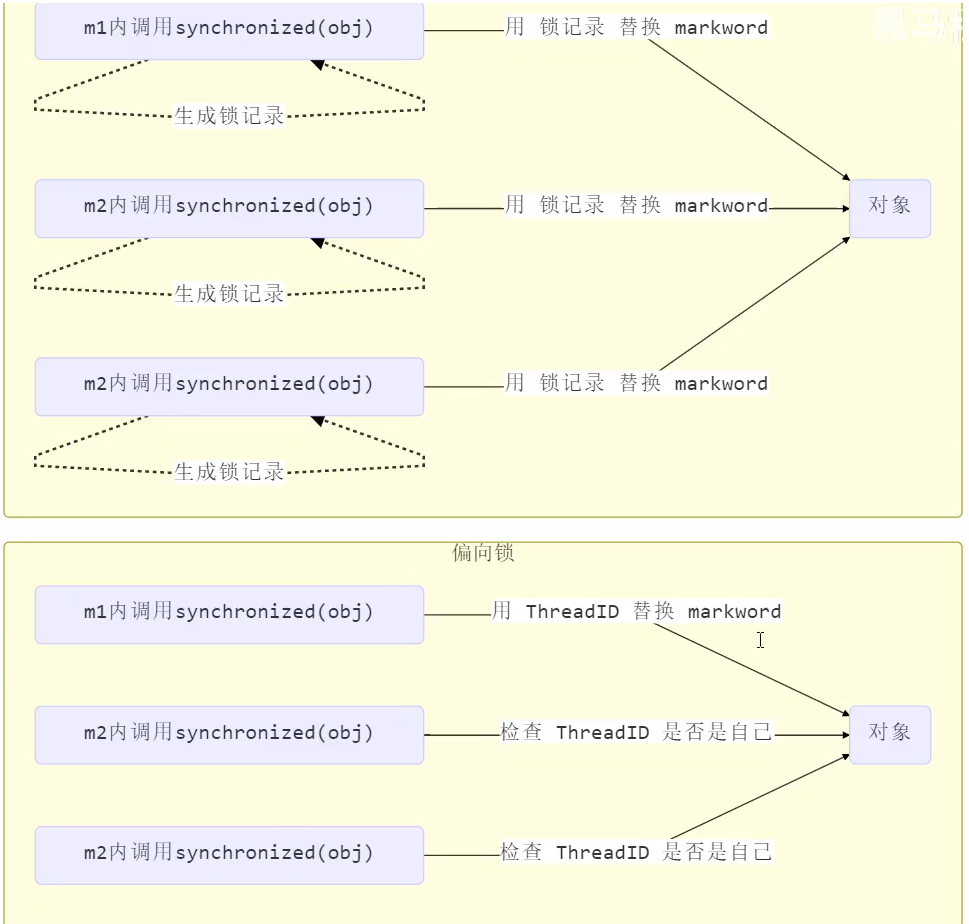 m1内调用synchronized(obj) 用 锁记录 替换 markword
生成锁记录
m2内调用synchronized(obj) 用 锁记录 替换 markword 对象
生成锁记录
m2内调用synchronized(obj) 用 锁记录 替换 markword
生成锁记录
偏向锁
m1内调用synchronized(obj) 用 ThreadID 替换 markword
m2内调用synchronized(obj) 检查 ThreadID 是否是自己 对象
m2内调用synchronized(obj) 检查 ThreadID 是否是自己